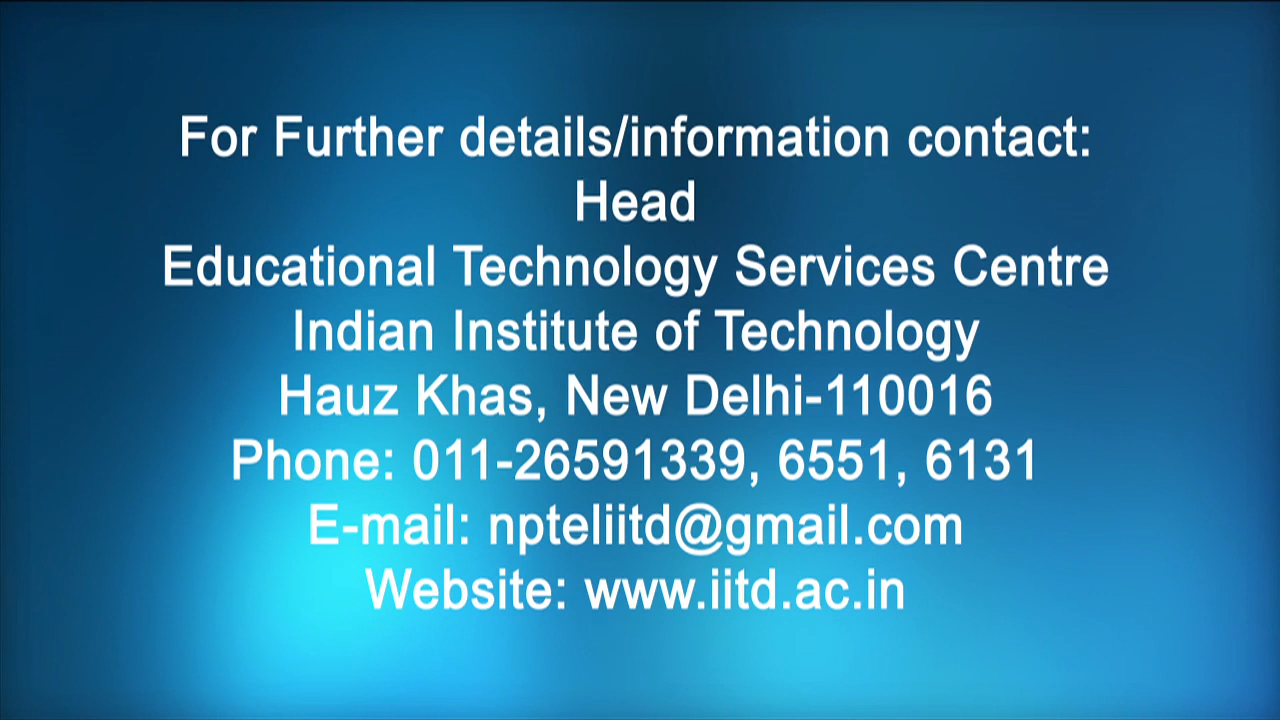 For Further details/information contact:
Head
Educational Technology Services Centre
Indian Institute of Technology
Hauz Khas, New Delhi-110016
Phone: 011-26591339, 6551, 6131
E-mail: npteliitd@gmail.com
Website: www.iitd.ac.in